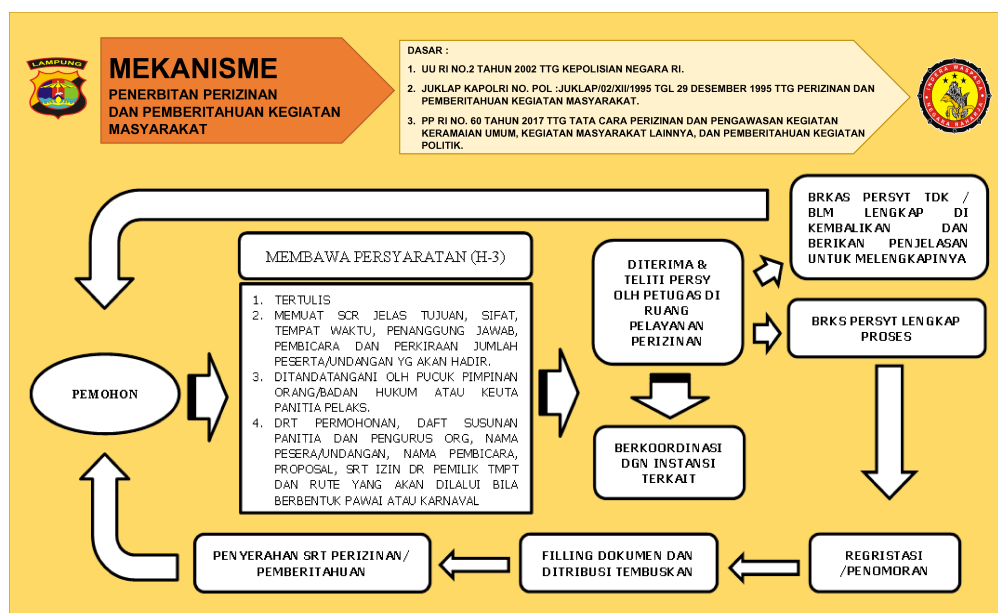 LAMPUNG
MEKANISME
PENERBITAN PERIZINAN
DAN PEMBERITAHUAN KEGIATAN
MASYARAKAT
DASAR :
1. UU RI NO.2 TAHUN 2002 TTG KEPOLISIAN NEGARA RI.
2. JUKLAP KAPOLRI NO. POL :JUKLAP/02/XII/1995 TGL 29 DESEMBER 1995 TTG PERIZINAN DAN
PEMBERITAHUAN KEGIATAN MASYARAKAT.
3. PP RI NO. 60 TAHUN 2017 TTG TATA CARA PERIZINAN DAN PENGAWASAN KEGIATAN
KERAMAIAN UMUM, KEGIATAN MASYARAKAT LAINNYA, DAN PEMBERITAHUAN KEGIATAN
POLITIK.
INDERA WASPADA
NEGARA RAHARJA
PEMOHON
MEMBAWA PERSYARATAN (H-3)
1. TERTULIS
2. MEMUAT SCR JELAS TUJUAN, SIFAT,
TEMPAT WAKTU, PENANGGUNG JAWAB,
PEMBICARA DAN PERKIRAAN JUMLAH
PESERTA/UNDANGAN YG AKAN HADIR.
3. DITANDATANGANI OLH PUCUK PIMPINAN
ORANG/BADAN HUKUM ATAU KEUTA
PANITIA PELAKS.
4. DRT PERMOHONAN, DAFT SUSUNAN
PANITIA DAN PENGURUS ORG, NAMA
PESERA/UNDANGAN, NAMA PEMBICARA,
PROPOSAL, SRT IZIN DR PEMILIK TMPT
DAN RUTE YANG AKAN DILALUI BILA
BERBENTUK PAWAI ATAU KARNAVAL
DITERIMA &
TELITI PERSY
OLH PETUGAS DI
RUANG
PELAYANAN
PERIZINAN
BRKAS PERSYT TDK /
BLM LENGKAP DI
KEMBALIKAN DAN
BERIKAN PENJELASAN
UNTUK MELENGKAPINYA
BRKS PERSYT LENGKAP
PROSES
BERKOORDINASI
DGN INSTANSI
TERKAIT
REGRISTASI
/PENOMORAN
FILLING DOKUMEN DAN
DITRIBUSI TEMBUSKAN
PENYERAHAN SRT PERIZINAN/
PEMBERITAHUAN